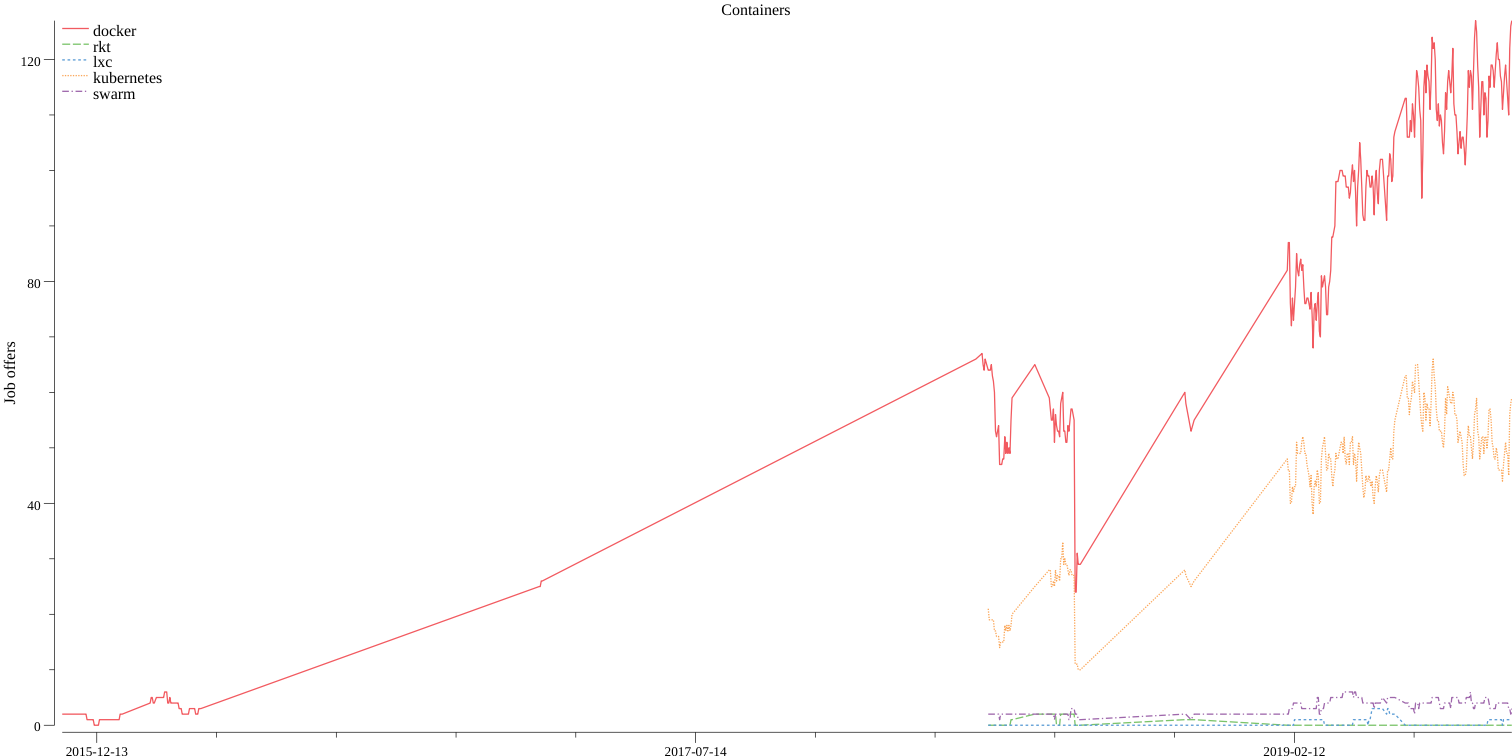 Containers
docker
rkt
lxc
kubernetes
swarm
120
80
40
0
Job offers
2015-12-13
2017-07-14
2019-02-12